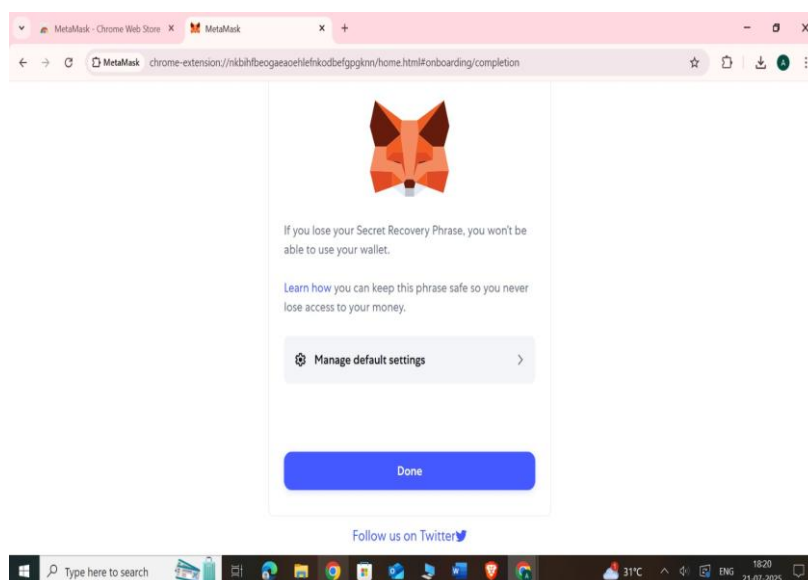 MetaMask - Chrome Web Store
MetaMask
MetaMask
chrome-extension://nkbihfbeogaeaoehlefnkodbefgpgknn/home.html#onboarding/completion
A
If you lose your Secret Recovery Phrase, you won't be
able to use your wallet.
Learn how you can keep this phrase safe so you never
lose access to your money.
Manage default settings
Done
Follow us on Twitter
Type here to search
31°C
ENG
18:20
21-07-2025